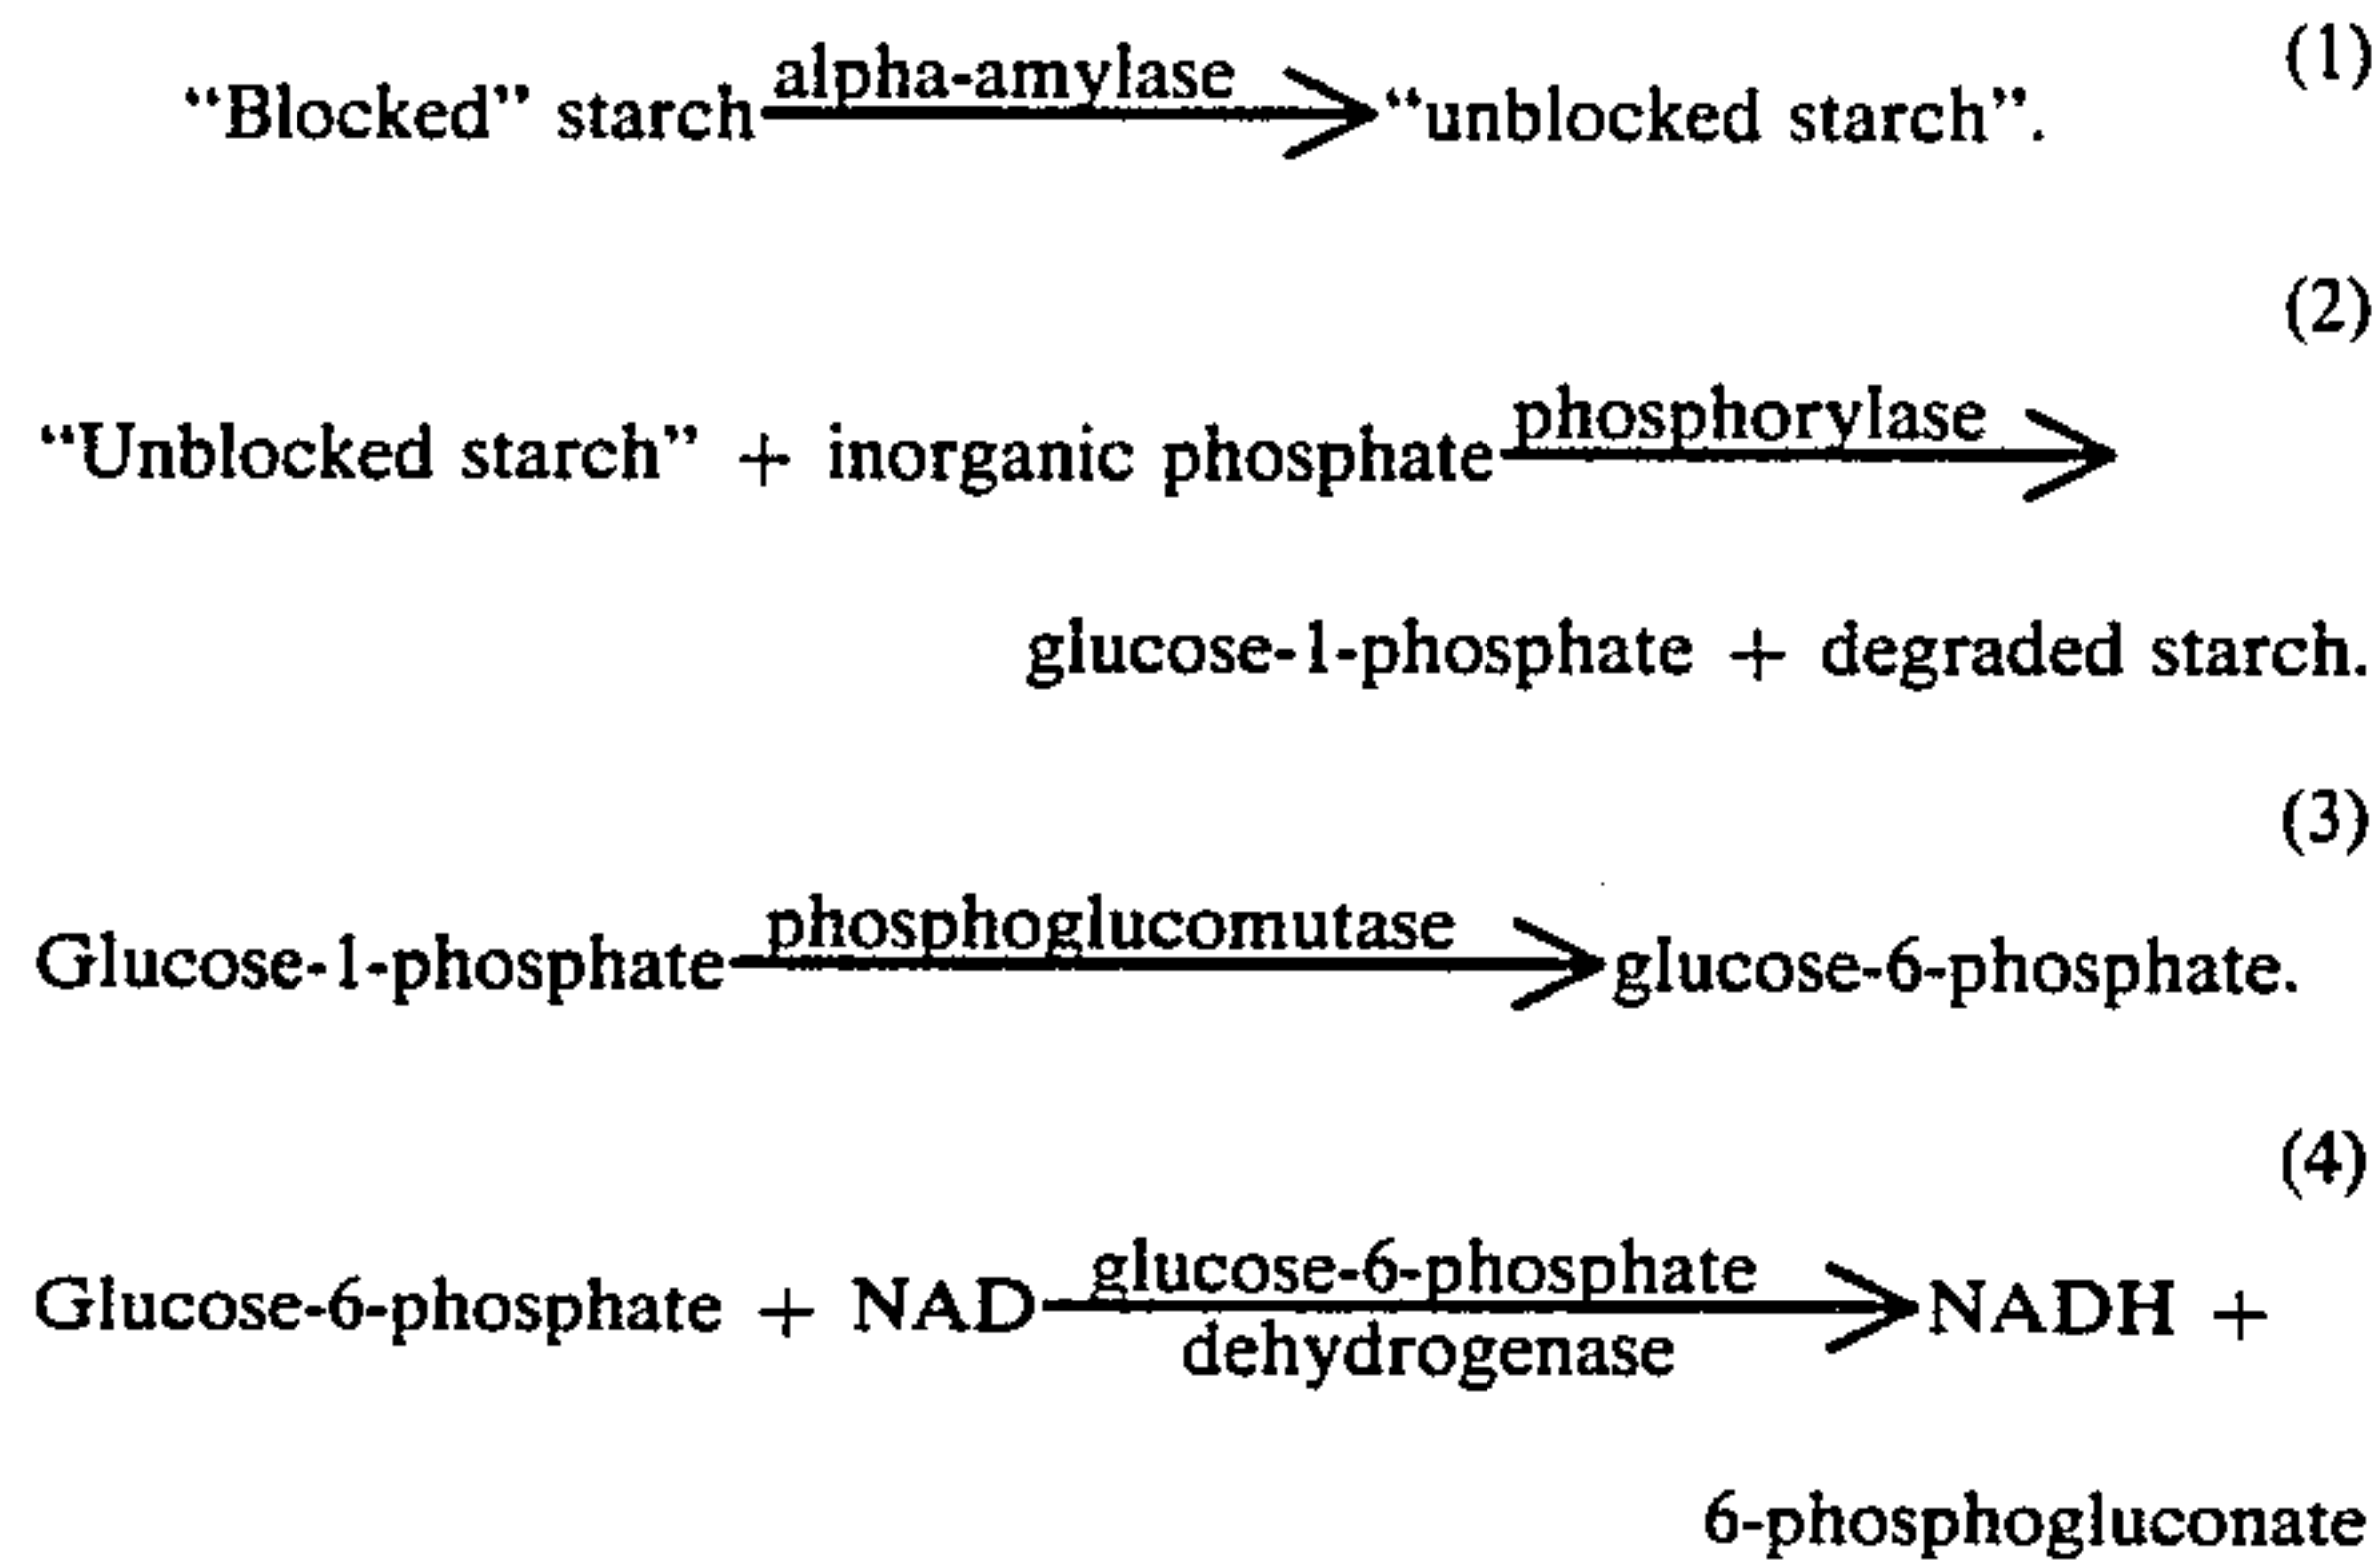 (1)
“Blocked” starch alpha-amylase “unblocked starch”.
(2)
“Unblocked starch” + inorganic phosphate phosphorylase
glucose-1-phosphate + degraded starch.
(3)
Glucose-1-phosphate phosphoglucomutase glucose-6-phosphate.
(4)
Glucose-6-phosphate + NAD glucose-6-phosphate dehydrogenase NADH +
6-phosphogluconate